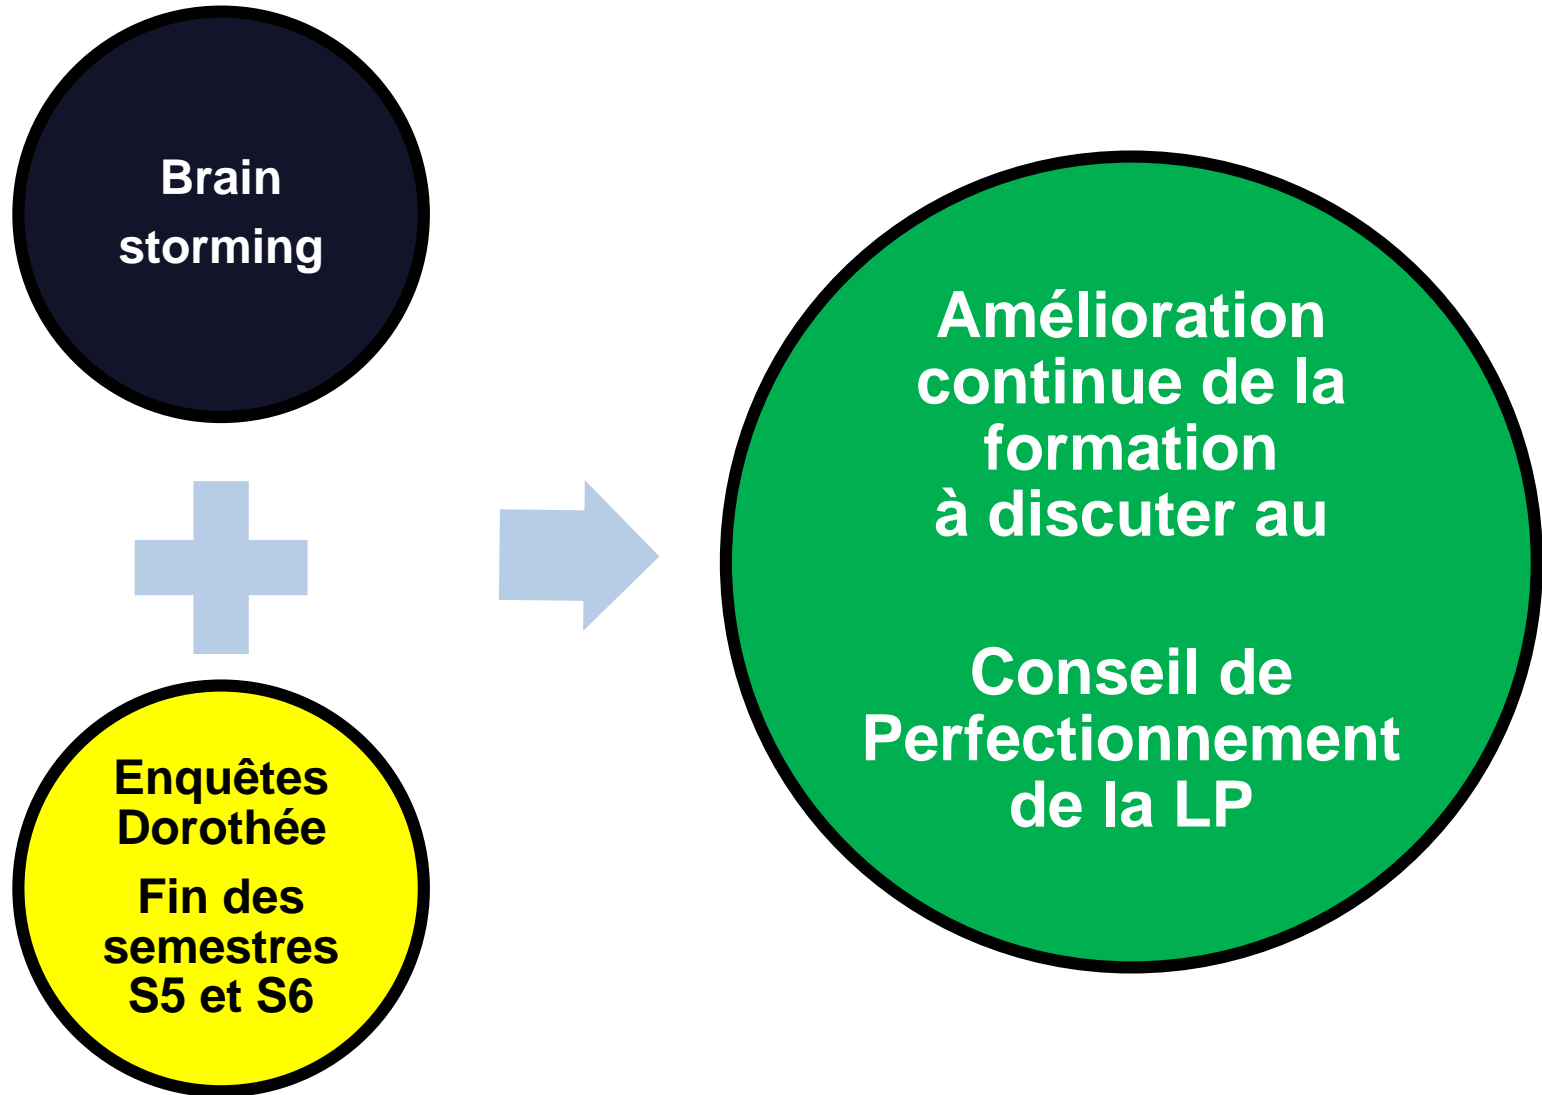 Brain
storming
Enquêtes
Dorothée
Fin des
semestres
S5 et S6
Amélioration
continue de la
formation
à discuter au
Conseil de
Perfectionnement
de la LP